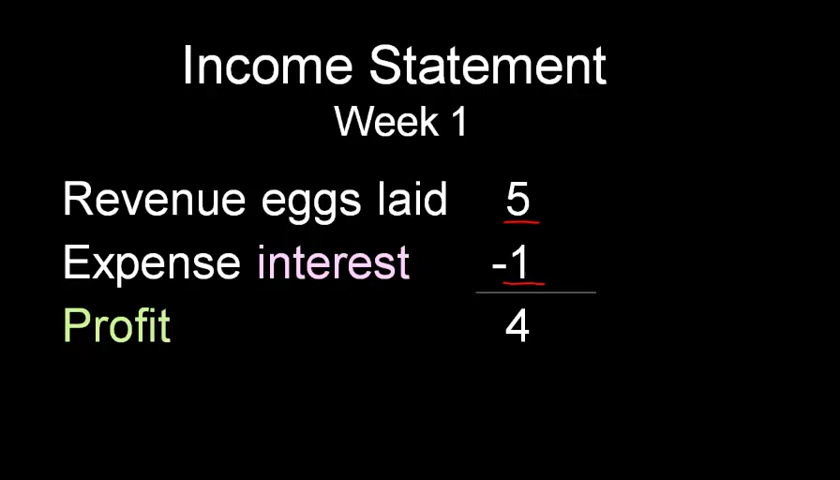 Income Statement
Week 1
Revenue eggs laid 5
Expense interest -1
Profit 4